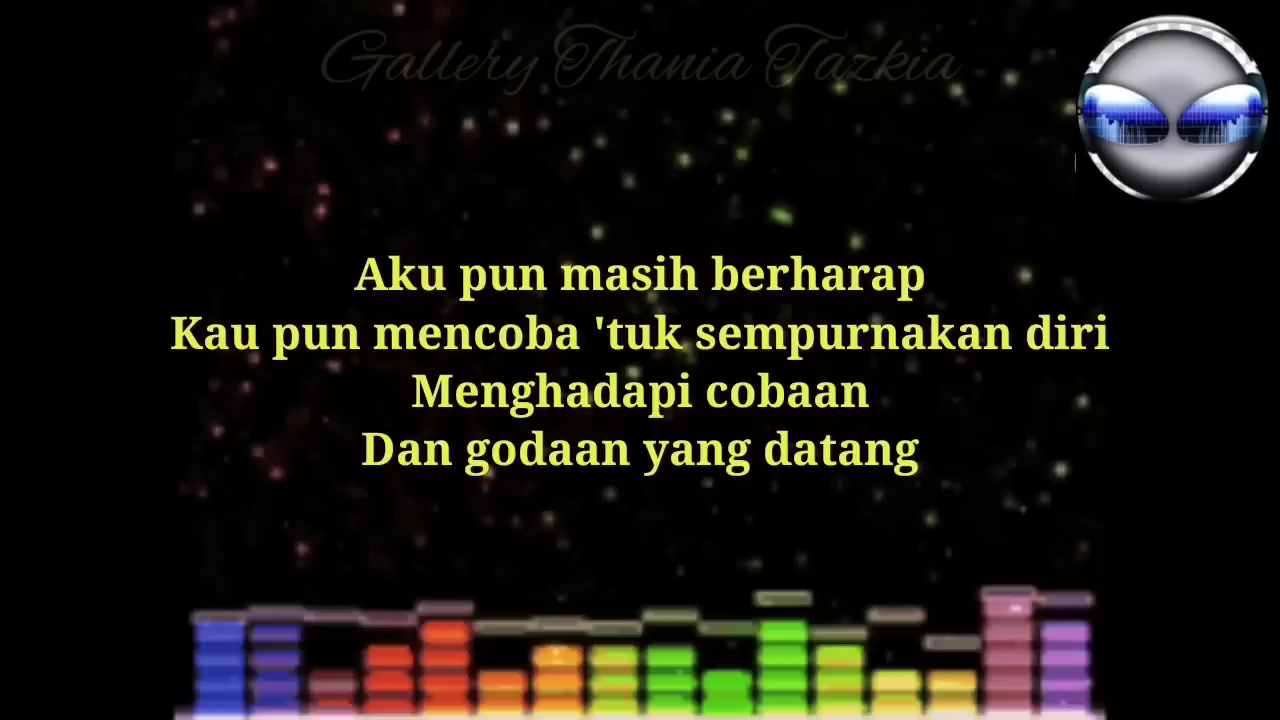 Gallery Thania Tazkia
Aku pun masih berharap
Kau pun mencoba 'tuk sempurnakan diri
Menghadapi cobaan
Dan godaan yang datang